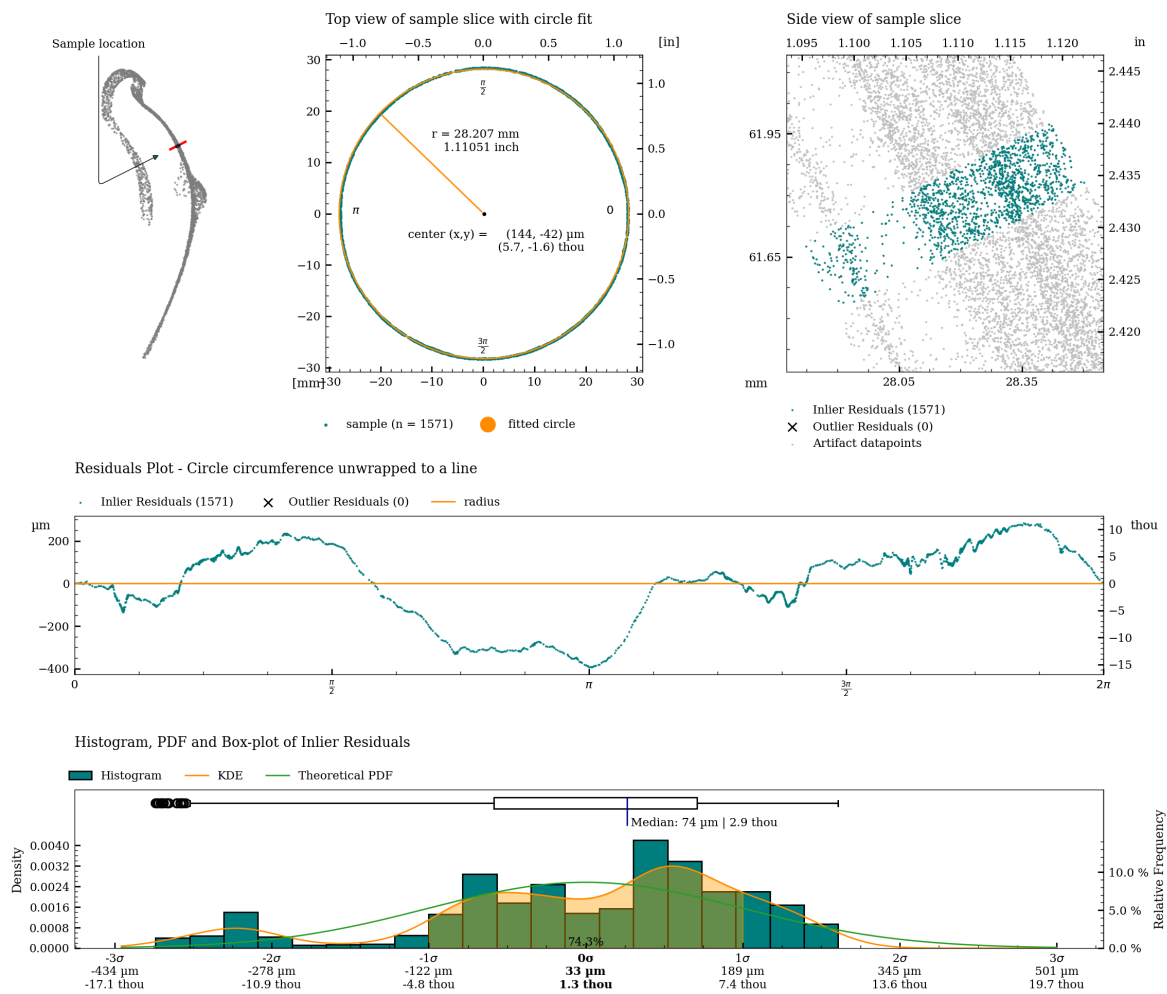 Top view of sample slice with circle fit
Side view of sample slice
Sample location
−1.0 −0.5 0.0 0.5 1.0 [in]
1.095 1.100 1.105 1.110 1.115 1.120 in
30
20
10
0
−10
−20
−30
1.0
0.5
0.0
−0.5
−1.0
π/2
r = 28.207 mm
1.11051 inch
π
0
center (x,y) = (144, -42) µm
(5.7, -1.6) thou
3π/2
[mm] −30 −20 −10 0 10 20 30
61.95
61.65
2.445
2.440
2.435
2.430
2.425
2.420
mm 28.05 28.35
sample (n = 1571) fitted circle
Inlier Residuals (1571)
Outlier Residuals (0)
Artifact datapoints
Residuals Plot - Circle circumference unwrapped to a line
Inlier Residuals (1571) Outlier Residuals (0) radius
µm
200
0
−200
−400
thou
10
5
0
−5
−10
−15
0 π/2 π 3π/2 2π
Histogram, PDF and Box-plot of Inlier Residuals
Histogram KDE Theoretical PDF
Median: 74 µm | 2.9 thou
Density
0.0040
0.0032
0.0024
0.0016
0.0008
0.0000
Relative Frequency
10.0 %
5.0 %
0.0 %
74.3%
-3σ -2σ -1σ 0σ 1σ 2σ 3σ
-434 µm -278 µm -122 µm 33 µm 189 µm 345 µm 501 µm
-17.1 thou -10.9 thou -4.8 thou 1.3 thou 7.4 thou 13.6 thou 19.7 thou